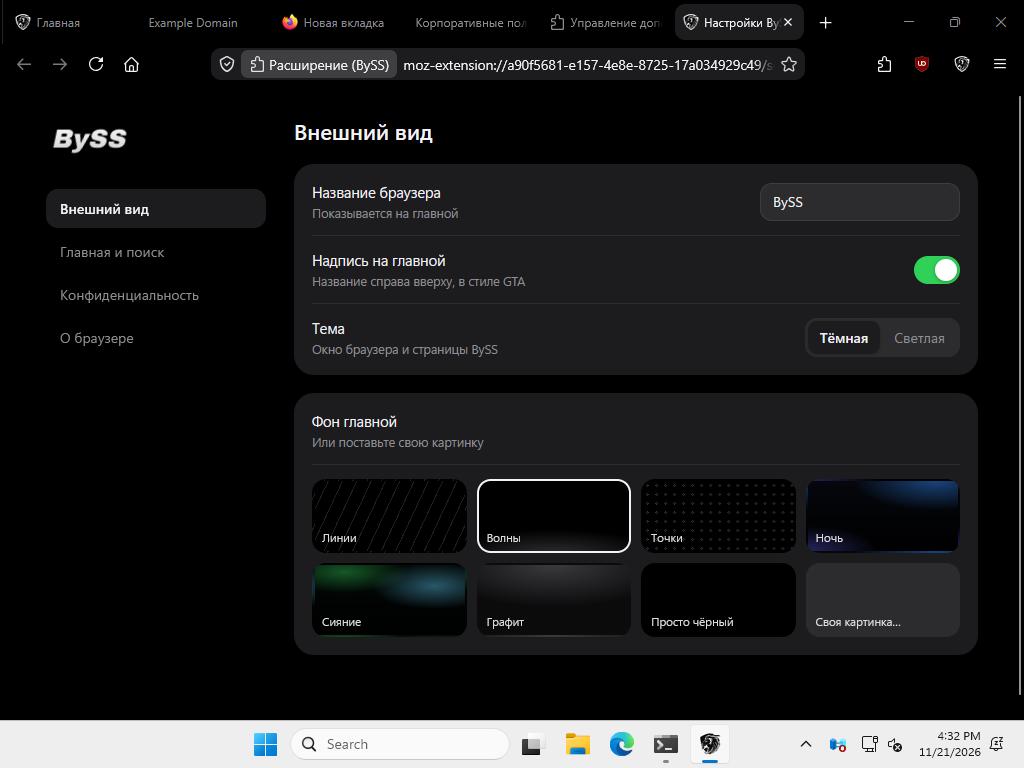 Главная
Example Domain
Новая вкладка
Корпоративные пол
Управление доп
Настройки By
Расширение (BySS)
moz-extension://a90f5681-e157-4e8e-8725-17a034929c49/s
BySS
Внешний вид
Главная и поиск
Конфиденциальность
О браузере
Внешний вид
Название браузера
Показывается на главной
BySS
Надпись на главной
Название справа вверху, в стиле GTA
Тема
Окно браузера и страницы BySS
Тёмная
Светлая
Фон главной
Или поставьте свою картинку
Линии
Волны
Точки
Ночь
Сияние
Графит
Просто чёрный
Своя картинка...
Search
4:32 PM
11/21/2026